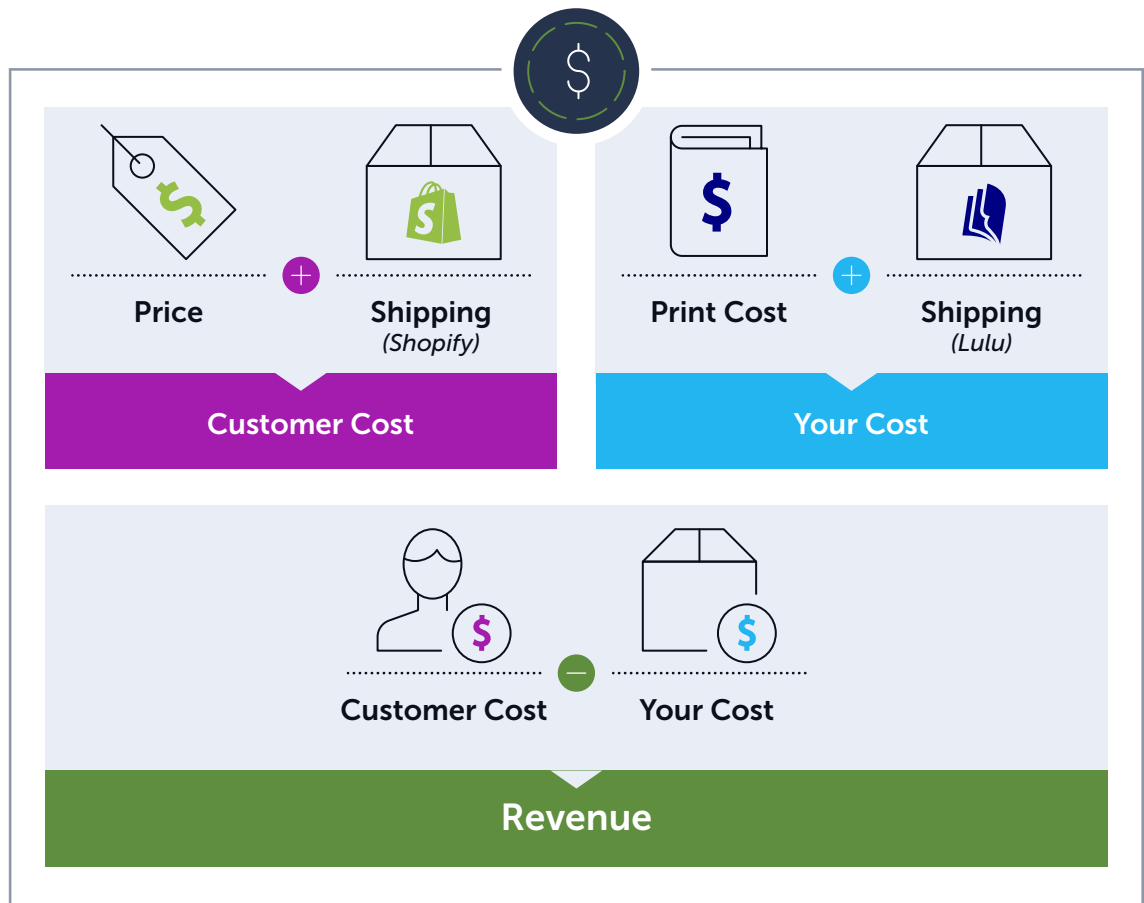 Price
Shipping
(Shopify)
Customer Cost
Print Cost
Shipping
(Lulu)
Your Cost
Customer Cost
Your Cost
Revenue